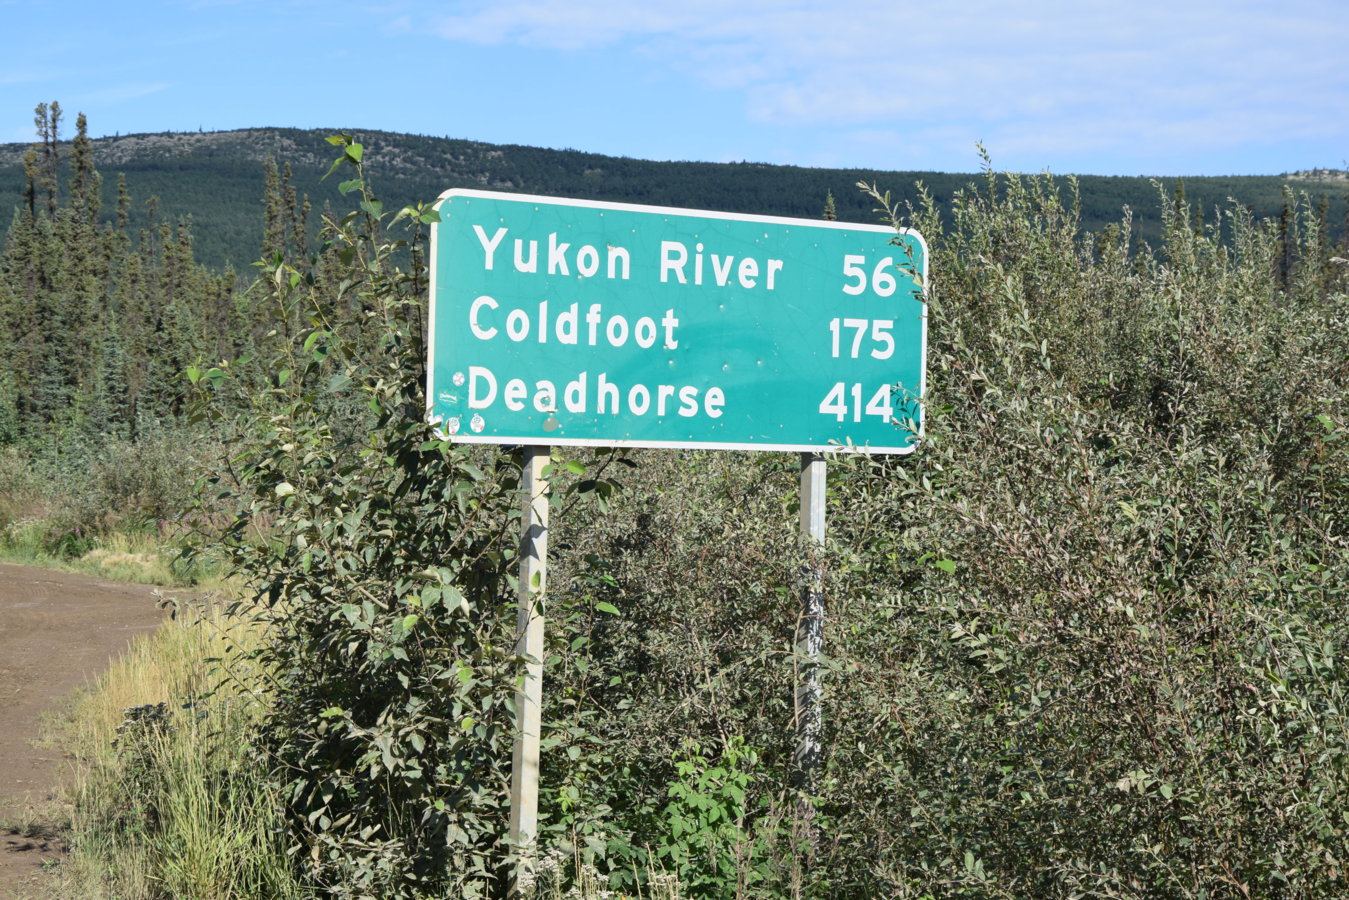 Yukon River 56
Coldfoot 175
Deadhorse 414